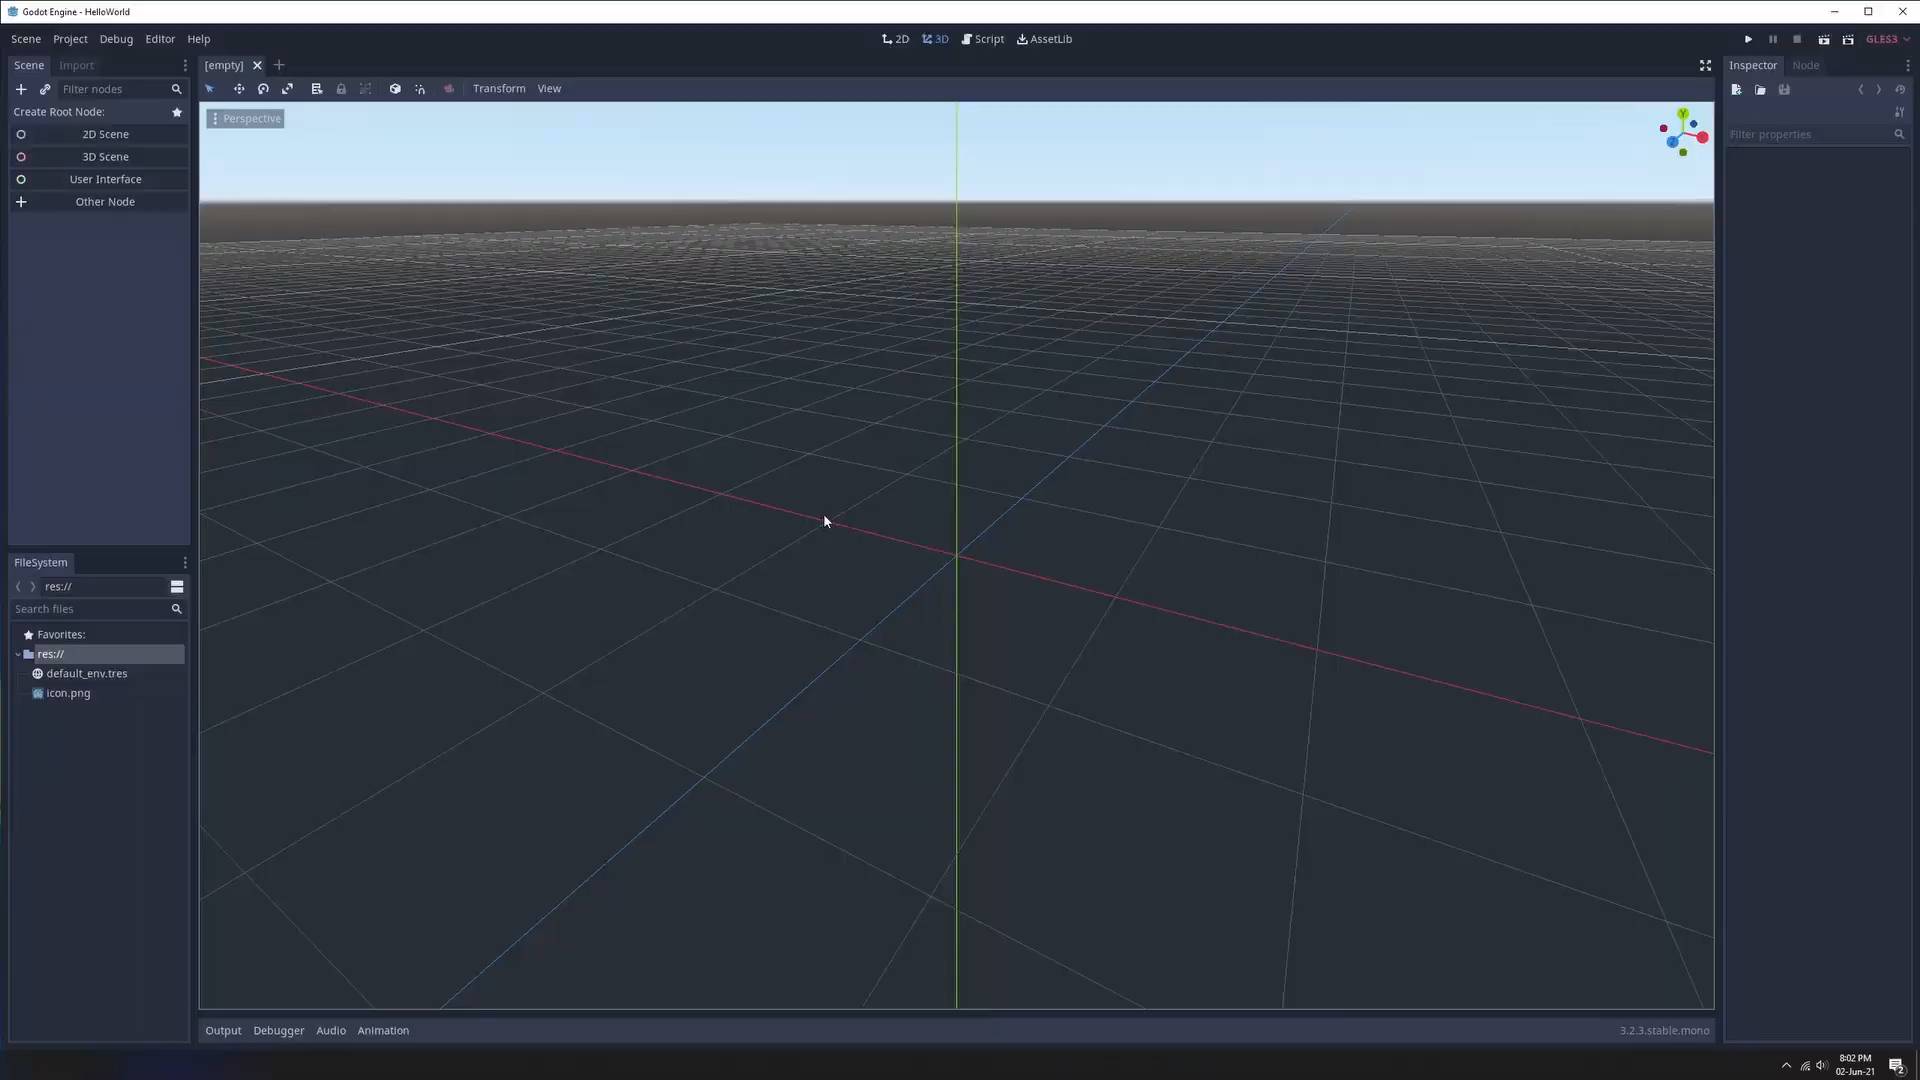 Godot Engine - HelloWorld
Scene Project Debug Editor Help
2D 3D Script AssetLib
GLES3
Scene Import
[empty]
Inspector Node
Filter nodes
Transform View
Create Root Node:
Perspective
Y
Z
2D Scene
Filter properties
3D Scene
User Interface
Other Node
FileSystem
res://
Search files
Favorites:
res://
default_env.tres
icon.png
Output Debugger Audio Animation
3.2.3.stable.mono
8:02 PM
02-Jun-21
2